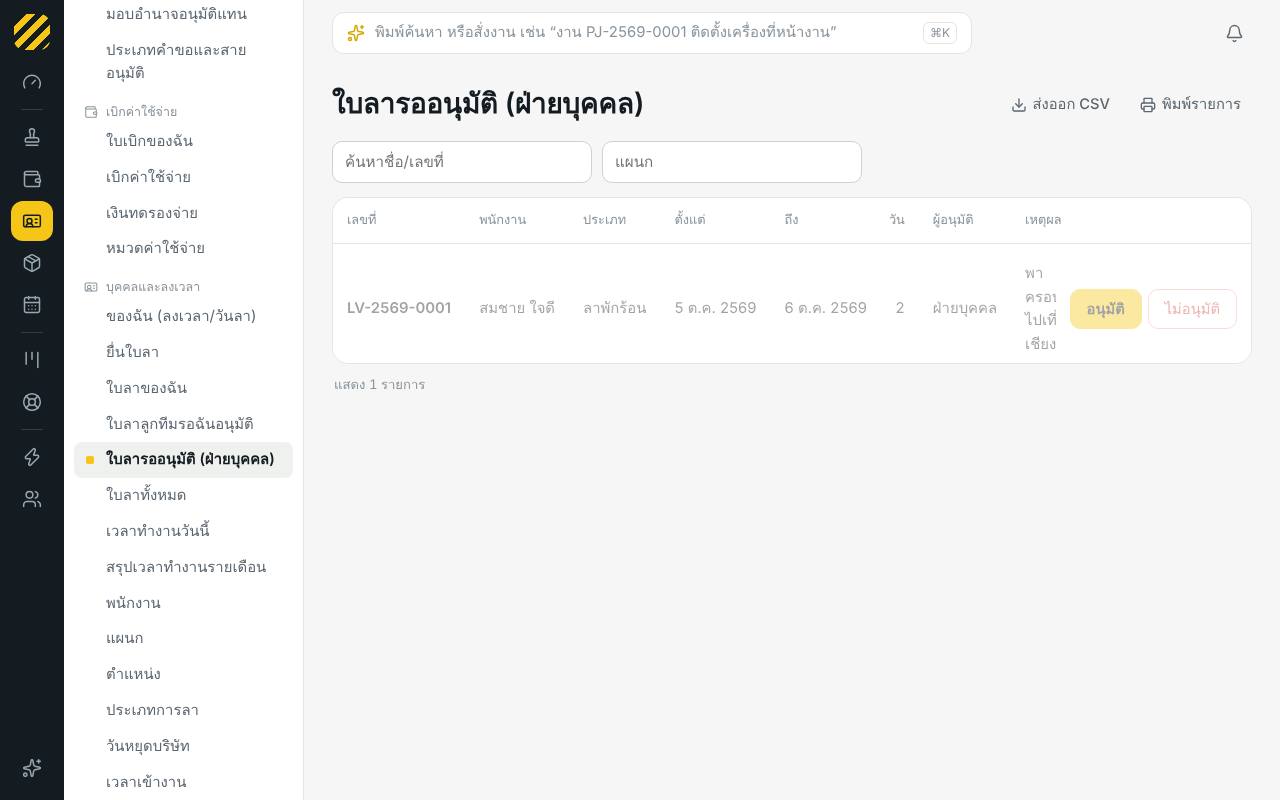 มอบอำนาจอนุมัติแทน
ประเภทคำขอและสาย
อนุมัติ
เบิกค่าใช้จ่าย
ใบเบิกของฉัน
เบิกค่าใช้จ่าย
เงินทดรองจ่าย
หมวดค่าใช้จ่าย
บุคคลและลงเวลา
ของฉัน (ลงเวลา/วันลา)
ยื่นใบลา
ใบลาของฉัน
ใบลาลูกทีมรอฉันอนุมัติ
ใบลารออนุมัติ (ฝ่ายบุคคล)
ใบลาทั้งหมด
เวลาทำงานวันนี้
สรุปเวลาทำงานรายเดือน
พนักงาน
แผนก
ตำแหน่ง
ประเภทการลา
วันหยุดบริษัท
เวลาเข้างาน
พิมพ์ค้นหา หรือสั่งงาน เช่น “งาน PJ-2569-0001 ติดตั้งเครื่องที่หน้างาน” ⌘K
ใบลารออนุมัติ (ฝ่ายบุคคล)
ส่งออก CSV พิมพ์รายการ
ค้นหาชื่อ/เลขที่ แผนก
เลขที่ พนักงาน ประเภท ตั้งแต่ ถึง วัน ผู้อนุมัติ เหตุผล
LV-2569-0001 สมชาย ใจดี ลาพักร้อน 5 ต.ค. 2569 6 ต.ค. 2569 2 ฝ่ายบุคคล
พา
ครอบ
ไปเที่
เชียง
อนุมัติ ไม่อนุมัติ
แสดง 1 รายการ